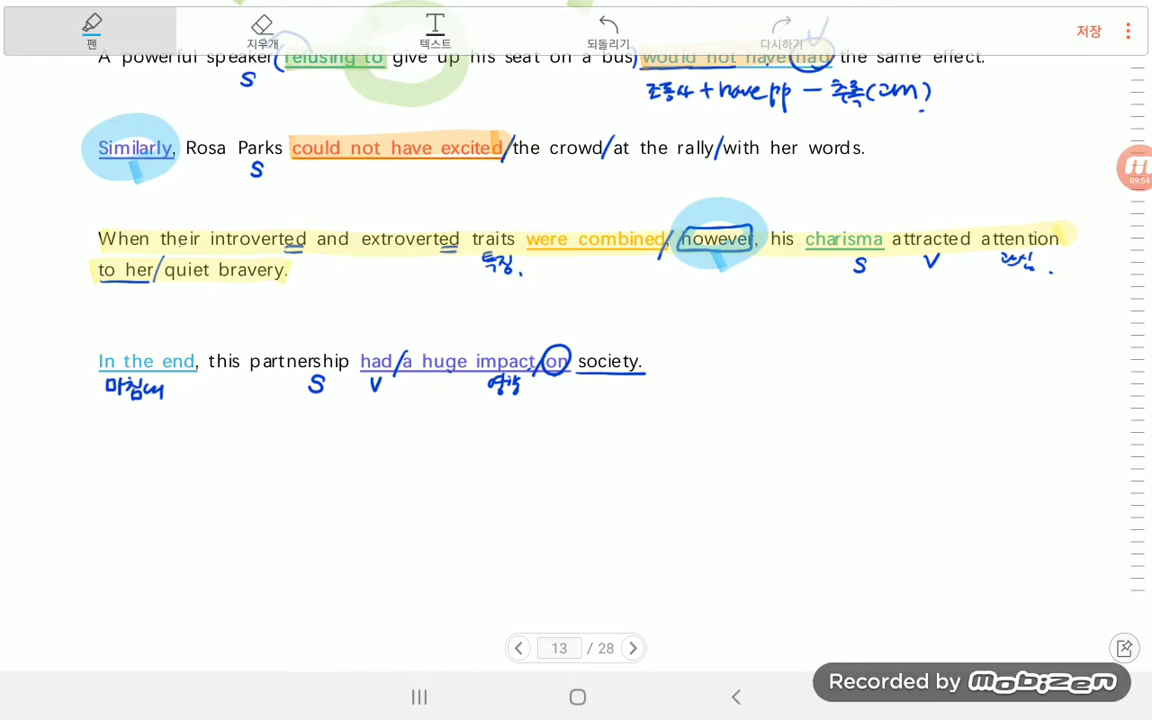 펜 지우개 텍스트 되돌리기 다시하기 저장
A powerful speaker (refusing to give up his seat on a bus) would not have had the same effect.
S 조동사 + have pp - 추측(과거)
09:54
Similarly, Rosa Parks could not have excited / the crowd / at the rally / with her words.
S
When their introverted and extroverted traits were combined, / however, his charisma attracted attention
특징. S V 관심.
to her / quiet bravery.
In the end, this partnership had / a huge impact / on society.
마침내 S V 영향
13 / 28
Recorded by mobizen